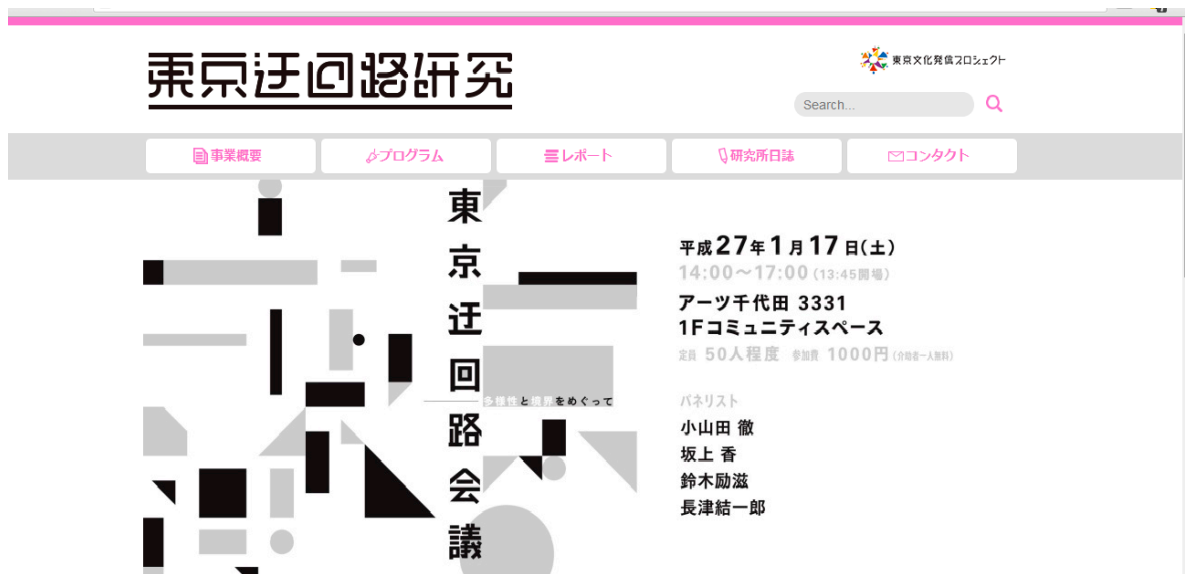 東京迂回路研究
東京文化発信プロジェクト
Search...
事業概要
プログラム
レポート
研究所日誌
コンタクト
東京迂回路会議
多様性と境界をめぐって
平成27年1月17日(土)
14:00〜17:00(13:45開場)
アーツ千代田 3331
1Fコミュニティスペース
定員 50人程度 参加費 1000円(介助者一人無料)
パネリスト
小山田 徹
坂上 香
鈴木励滋
長津結一郎